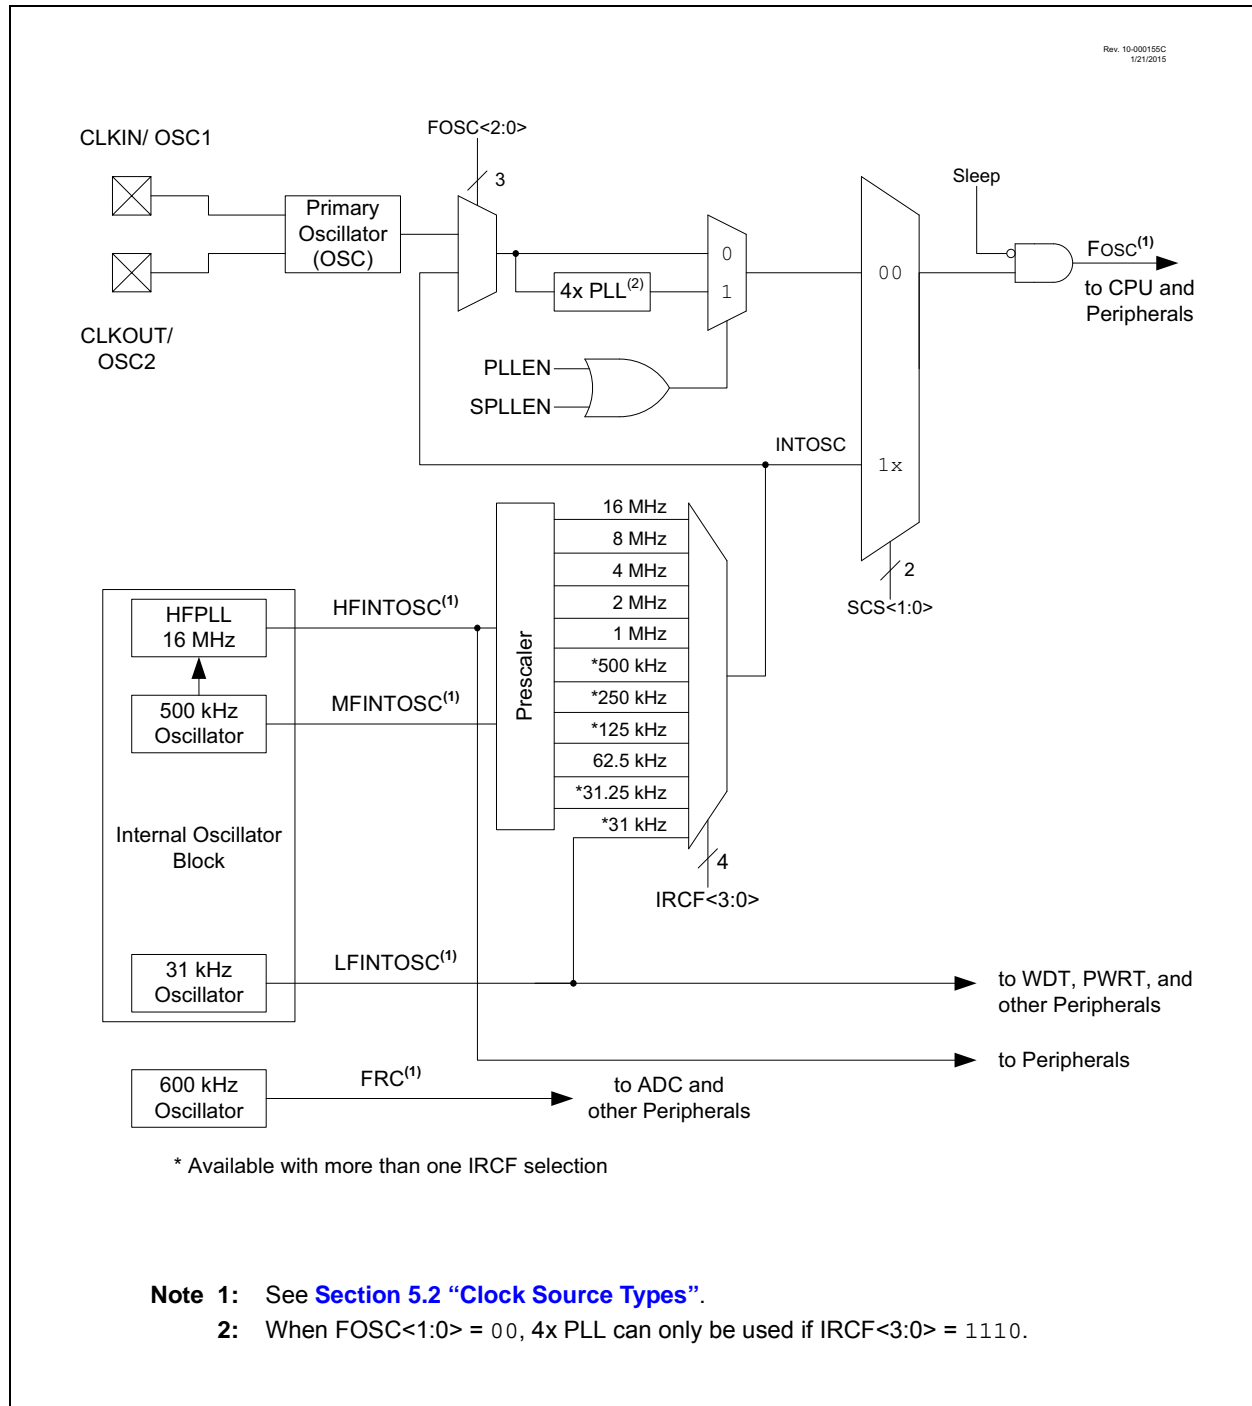 Rev. 10-000155C
1/21/2015
FOSC<2:0>
CLKIN/ OSC1
3
Sleep
Primary
Oscillator
(OSC)
0
1
4x PLL(2)
00
FOSC(1)
to CPU and
Peripherals
CLKOUT/
OSC2
PLLEN
SPLLEN
INTOSC
1x
2
SCS<1:0>
16 MHz
8 MHz
4 MHz
2 MHz
1 MHz
*500 kHz
*250 kHz
*125 kHz
62.5 kHz
*31.25 kHz
*31 kHz
4
IRCF<3:0>
Prescaler
HFPLL
16 MHz
HFINTOSC(1)
500 kHz
Oscillator
MFINTOSC(1)
Internal Oscillator
Block
31 kHz
Oscillator
LFINTOSC(1)
to WDT, PWRT, and
other Peripherals
to Peripherals
600 kHz
Oscillator
FRC(1)
to ADC and
other Peripherals
* Available with more than one IRCF selection
Note 1: See Section 5.2 “Clock Source Types”.
2: When FOSC<1:0> = 00, 4x PLL can only be used if IRCF<3:0> = 1110.